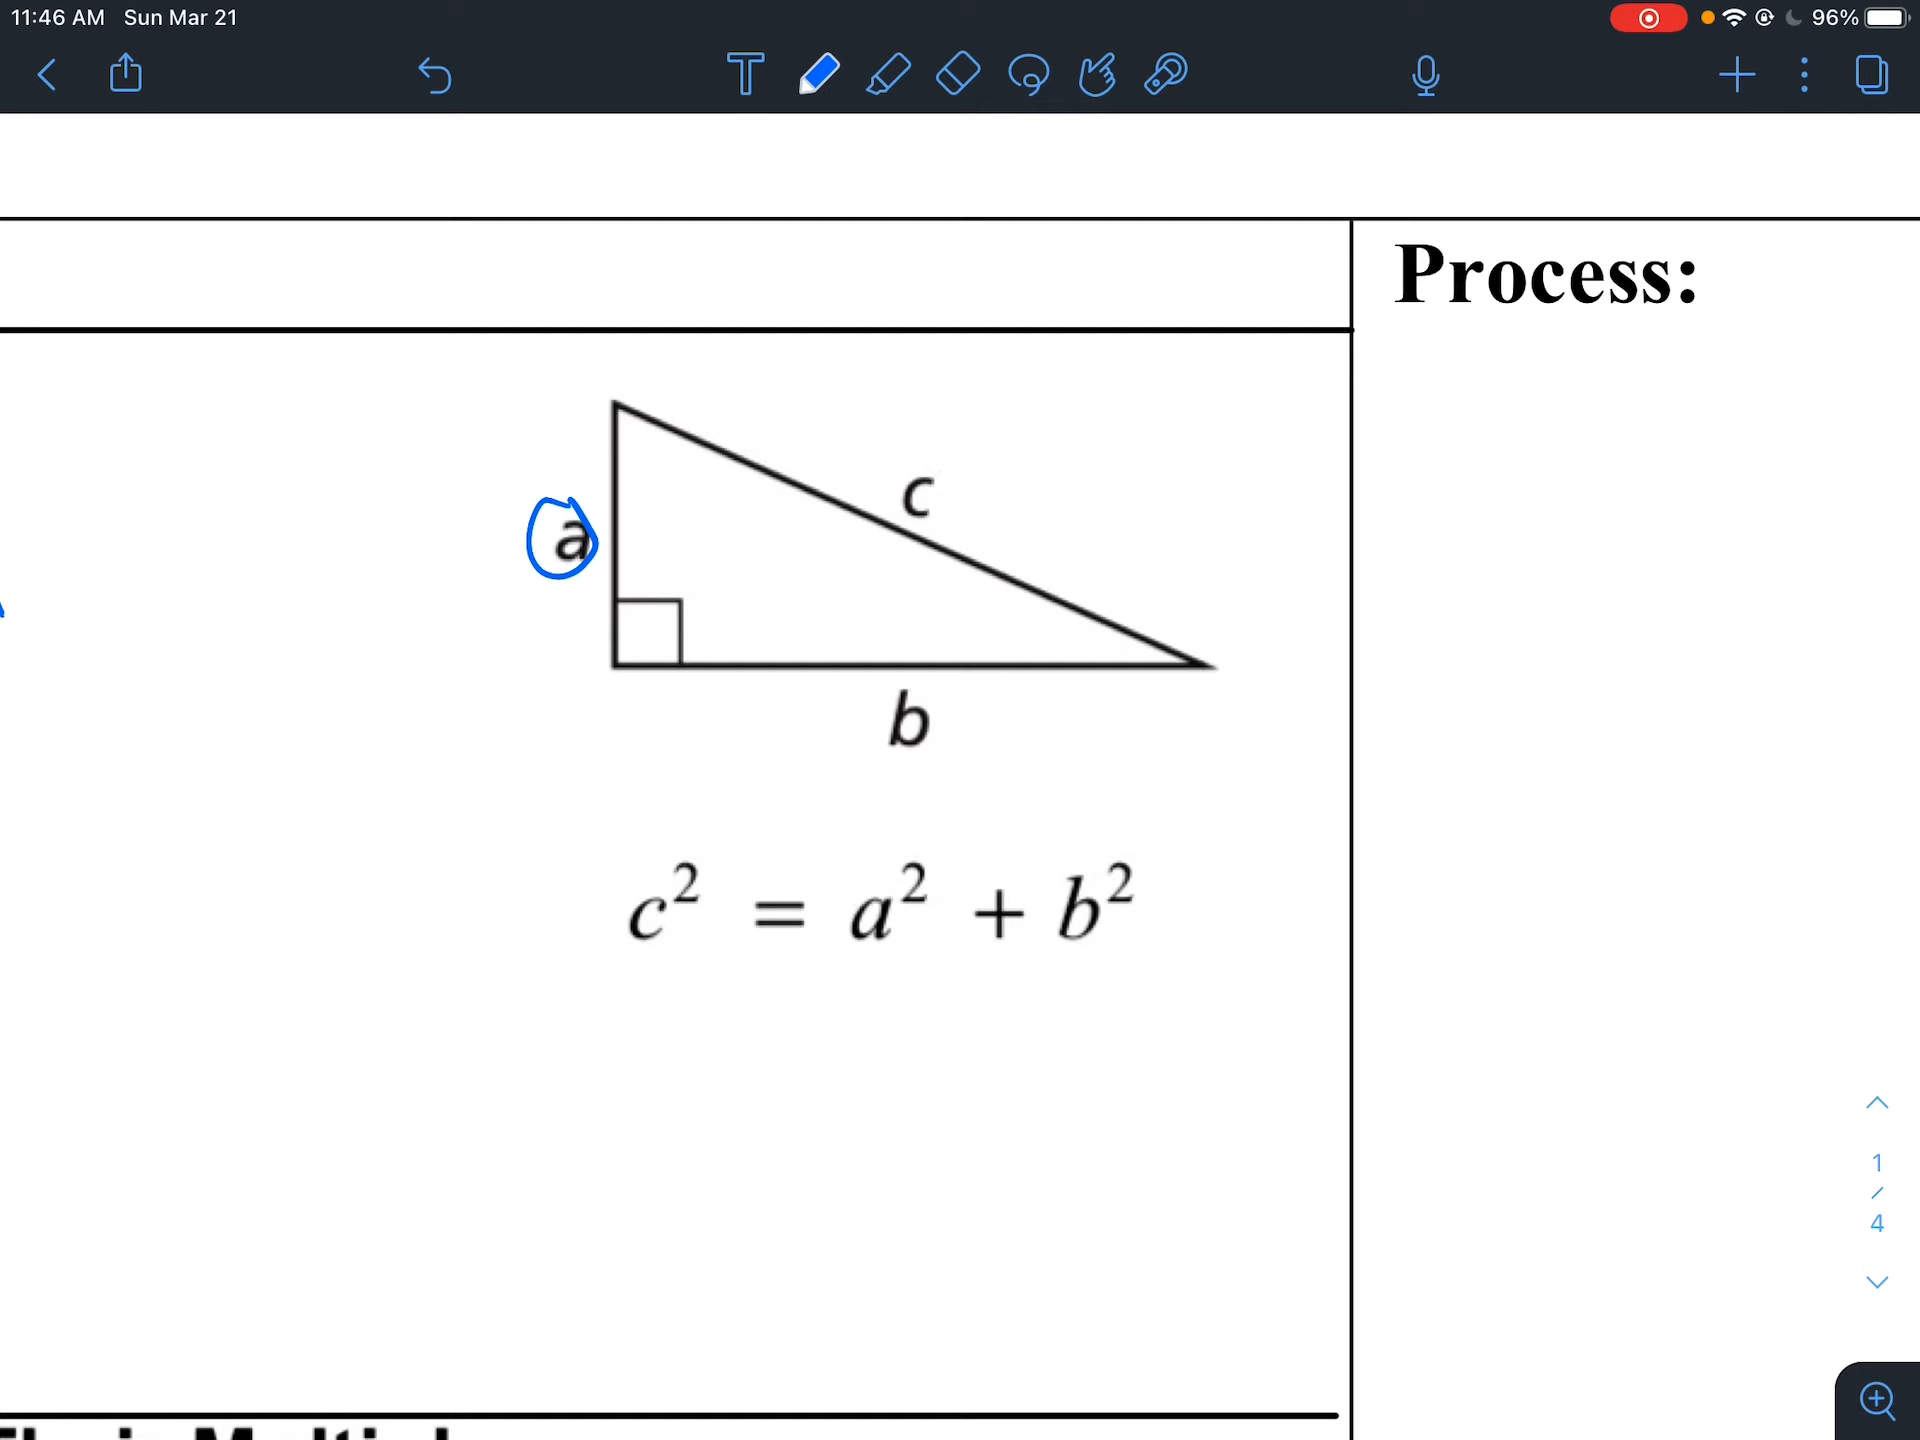 11:46 AM Sun Mar 21
96%
Process:
c
a
b
c² = a² + b²
1
/
4